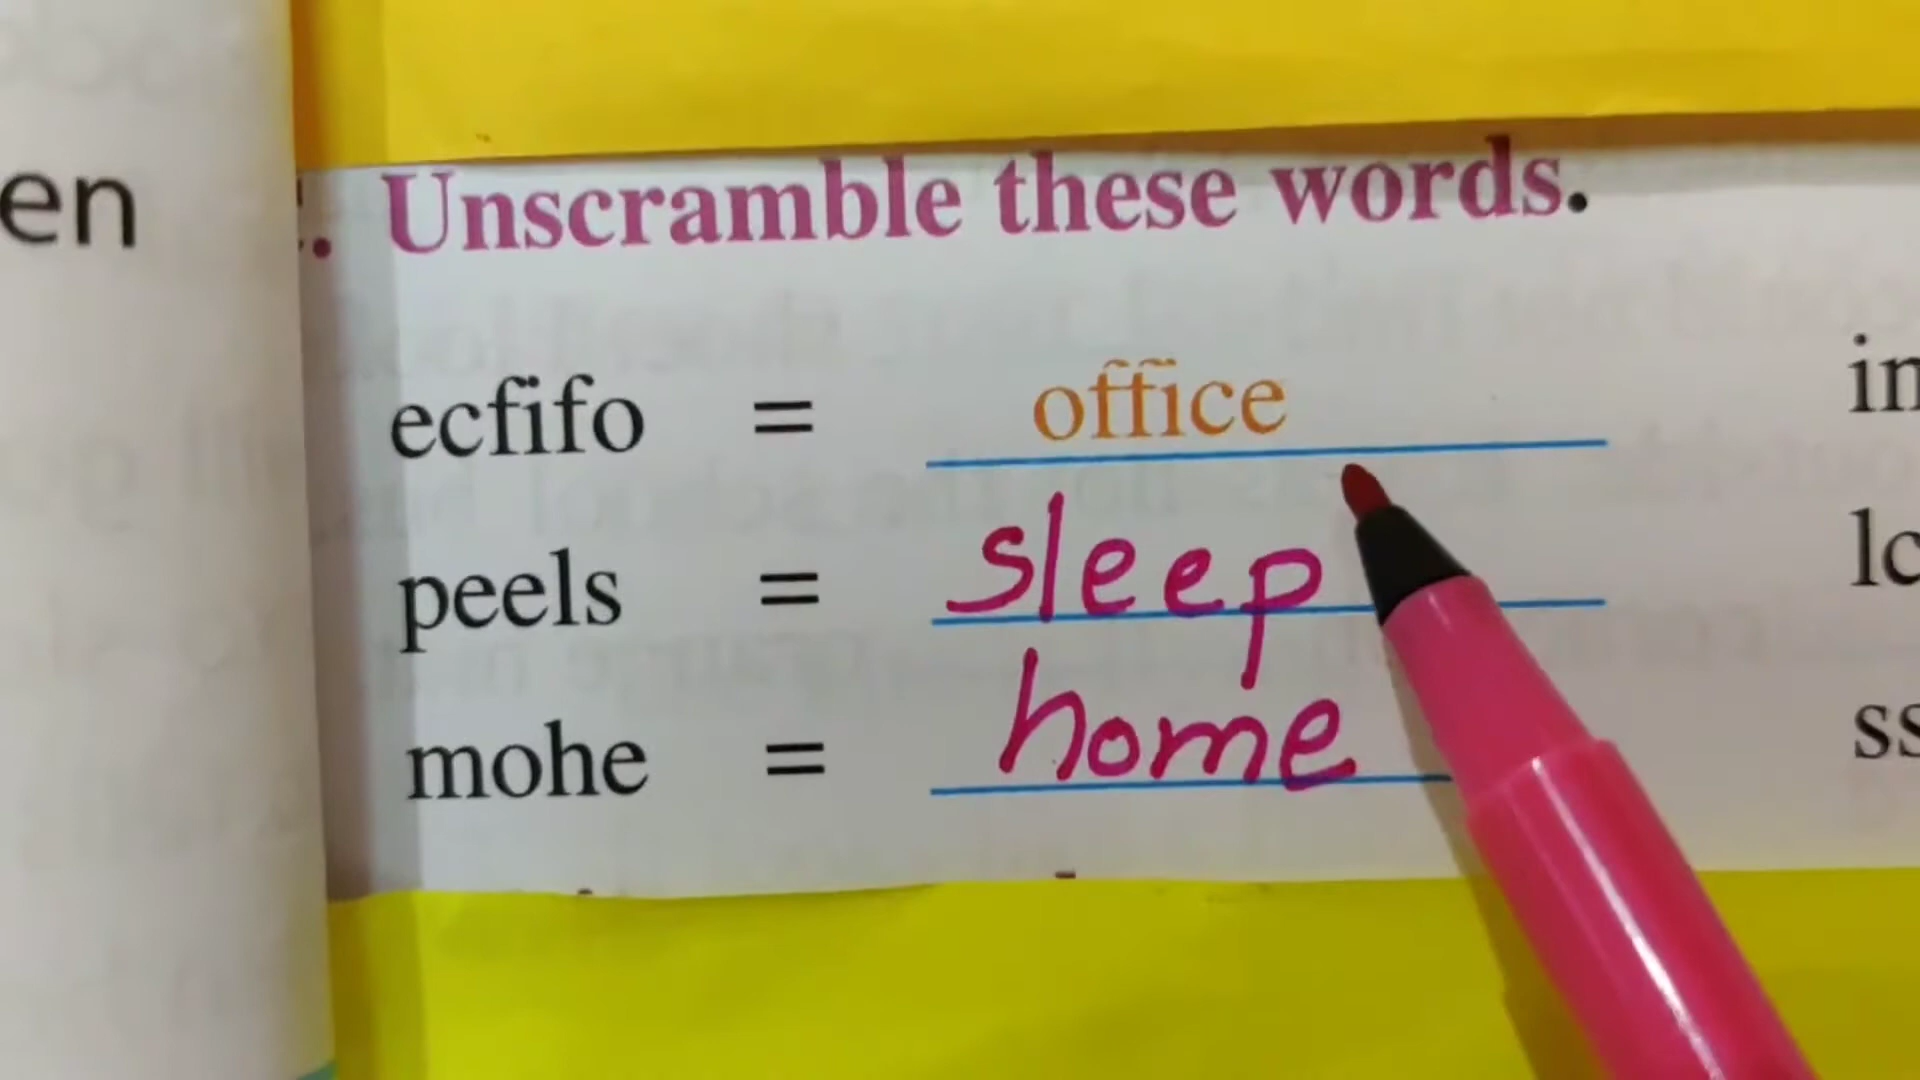 en
. Unscramble these words.
ecfifo = office
peels = sleep
mohe = home